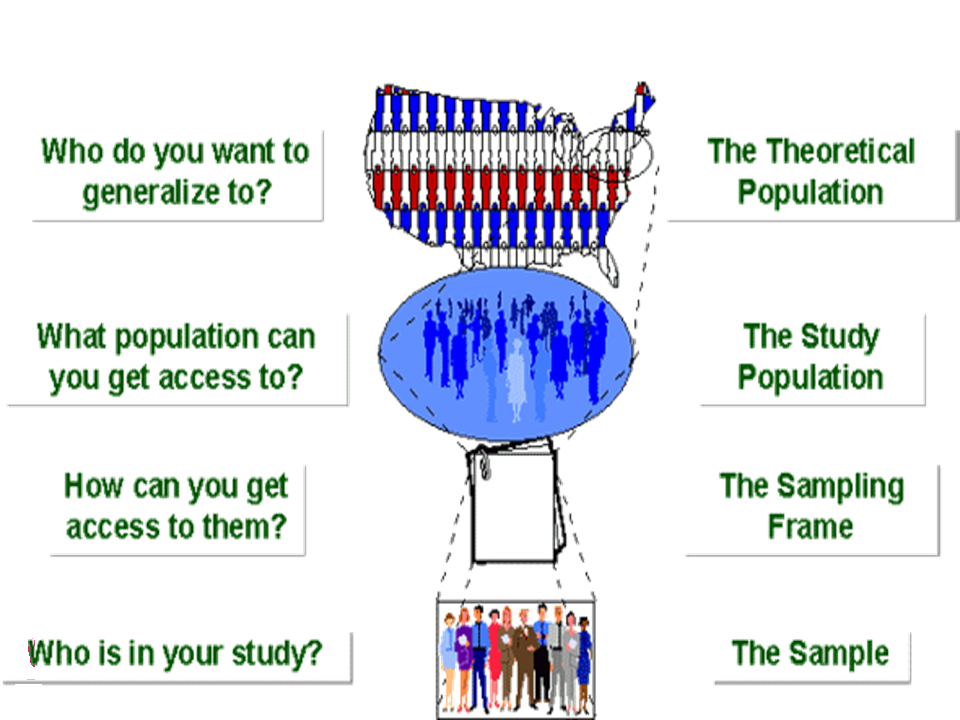 Who do you want to
generalize to?
The Theoretical
Population
What population can
you get access to?
The Study
Population
How can you get
access to them?
The Sampling
Frame
Who is in your study?
The Sample